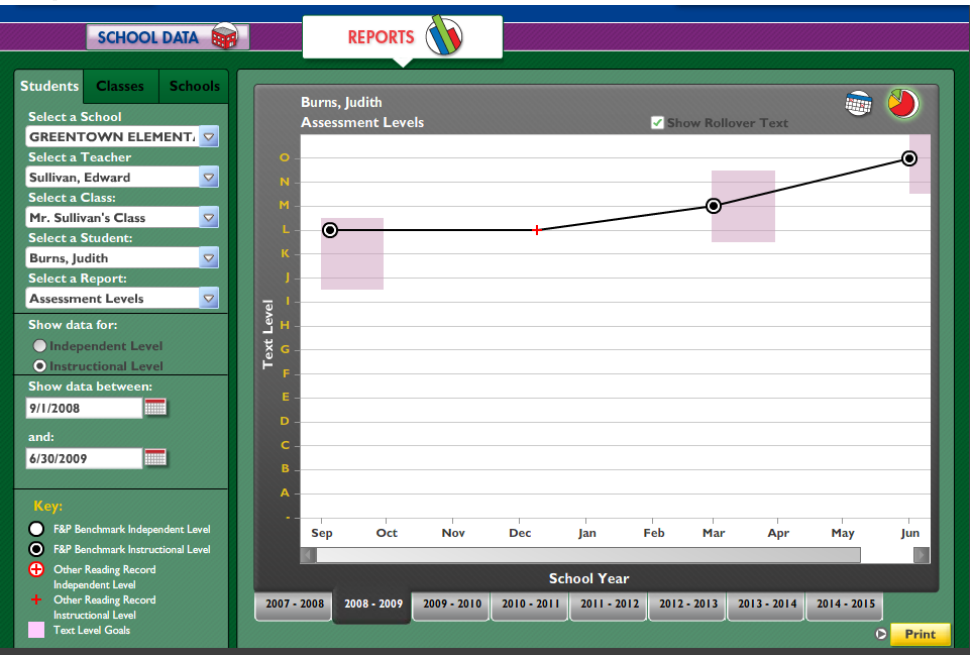 SCHOOL DATA
REPORTS
Students Classes Schools
Select a School
GREENTOWN ELEMENT
Select a Teacher
Sullivan, Edward
Select a Class:
Mr. Sullivan's Class
Select a Student:
Burns, Judith
Select a Report:
Assessment Levels
Show data for:
Independent Level
Instructional Level
Show data between:
9/1/2008
and:
6/30/2009
Key:
F&P Benchmark Independent Level
F&P Benchmark Instructional Level
Other Reading Record
Independent Level
Other Reading Record
Instructional Level
Text Level Goals
Burns, Judith
Assessment Levels
Show Rollover Text
Text Level
O
N
M
L
K
J
I
H
G
F
E
D
C
B
A
-
Sep Oct Nov Dec Jan Feb Mar Apr May Jun
School Year
2007 - 2008 2008 - 2009 2009 - 2010 2010 - 2011 2011 - 2012 2012 - 2013 2013 - 2014 2014 - 2015
Print